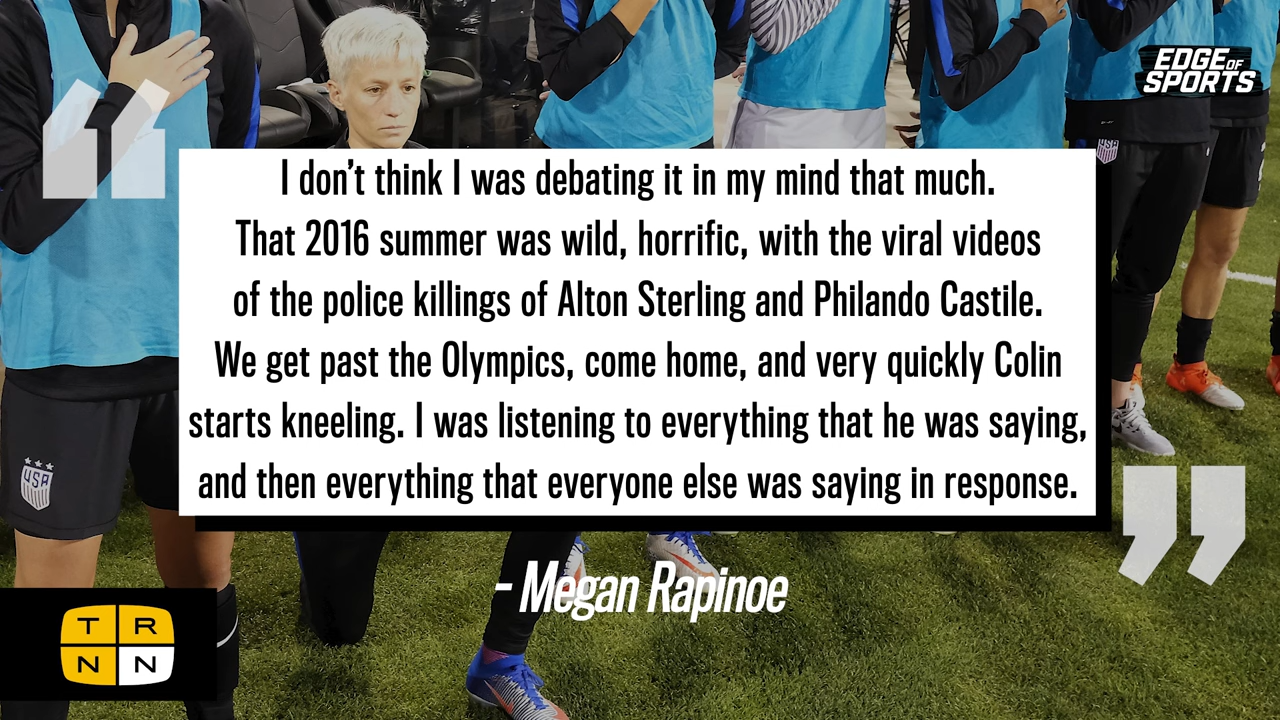 EDGE OF
SPORTS
“
I don’t think I was debating it in my mind that much.
That 2016 summer was wild, horrific, with the viral videos
of the police killings of Alton Sterling and Philando Castile.
We get past the Olympics, come home, and very quickly Colin
starts kneeling. I was listening to everything that he was saying,
and then everything that everyone else was saying in response.
”
- Megan Rapinoe
USA
USA
T R
N N